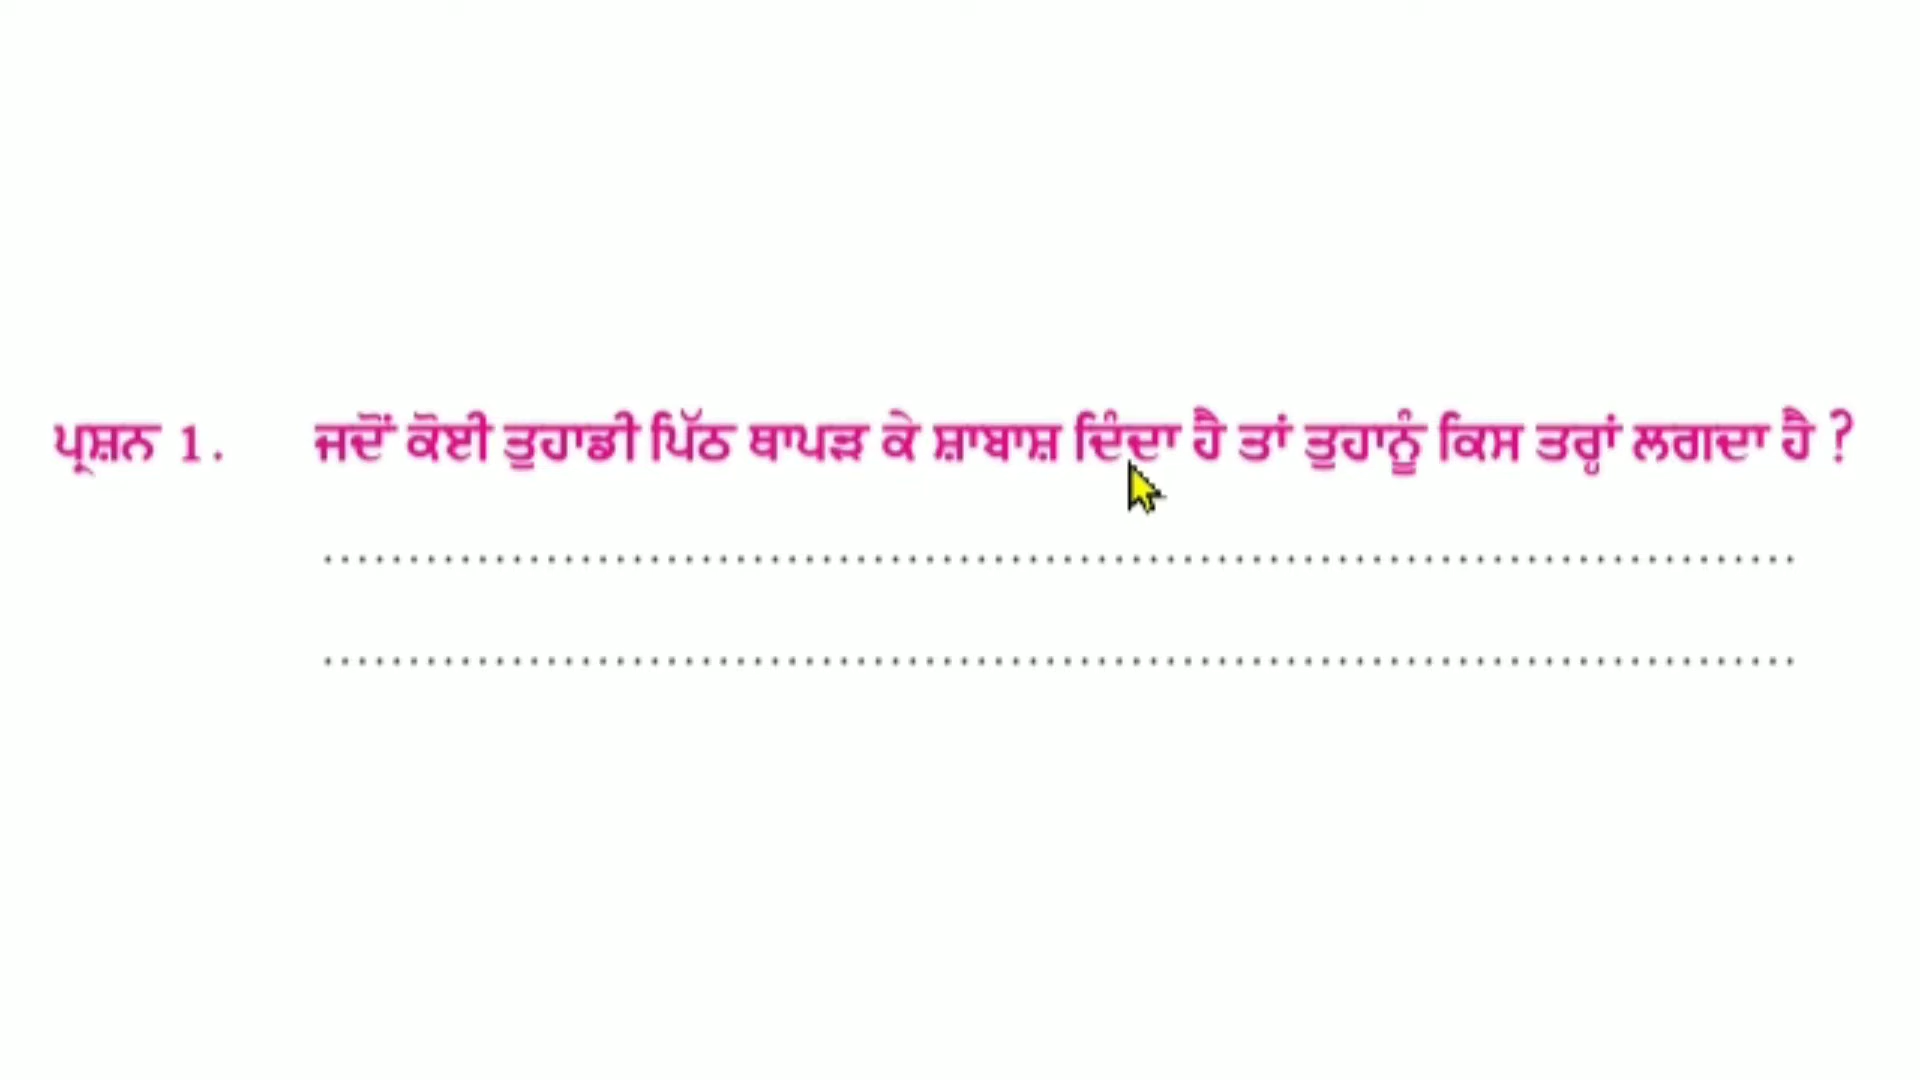 ਪ੍ਰਸ਼ਨ 1. ਜਦੋਂ ਕੋਈ ਤੁਹਾਡੀ ਪਿੱਠ ਥਾਪੜ ਕੇ ਸ਼ਾਬਾਸ਼ ਦਿੰਦਾ ਹੈ ਤਾਂ ਤੁਹਾਨੂੰ ਕਿਸ ਤਰ੍ਹਾਂ ਲਗਦਾ ਹੈ ?